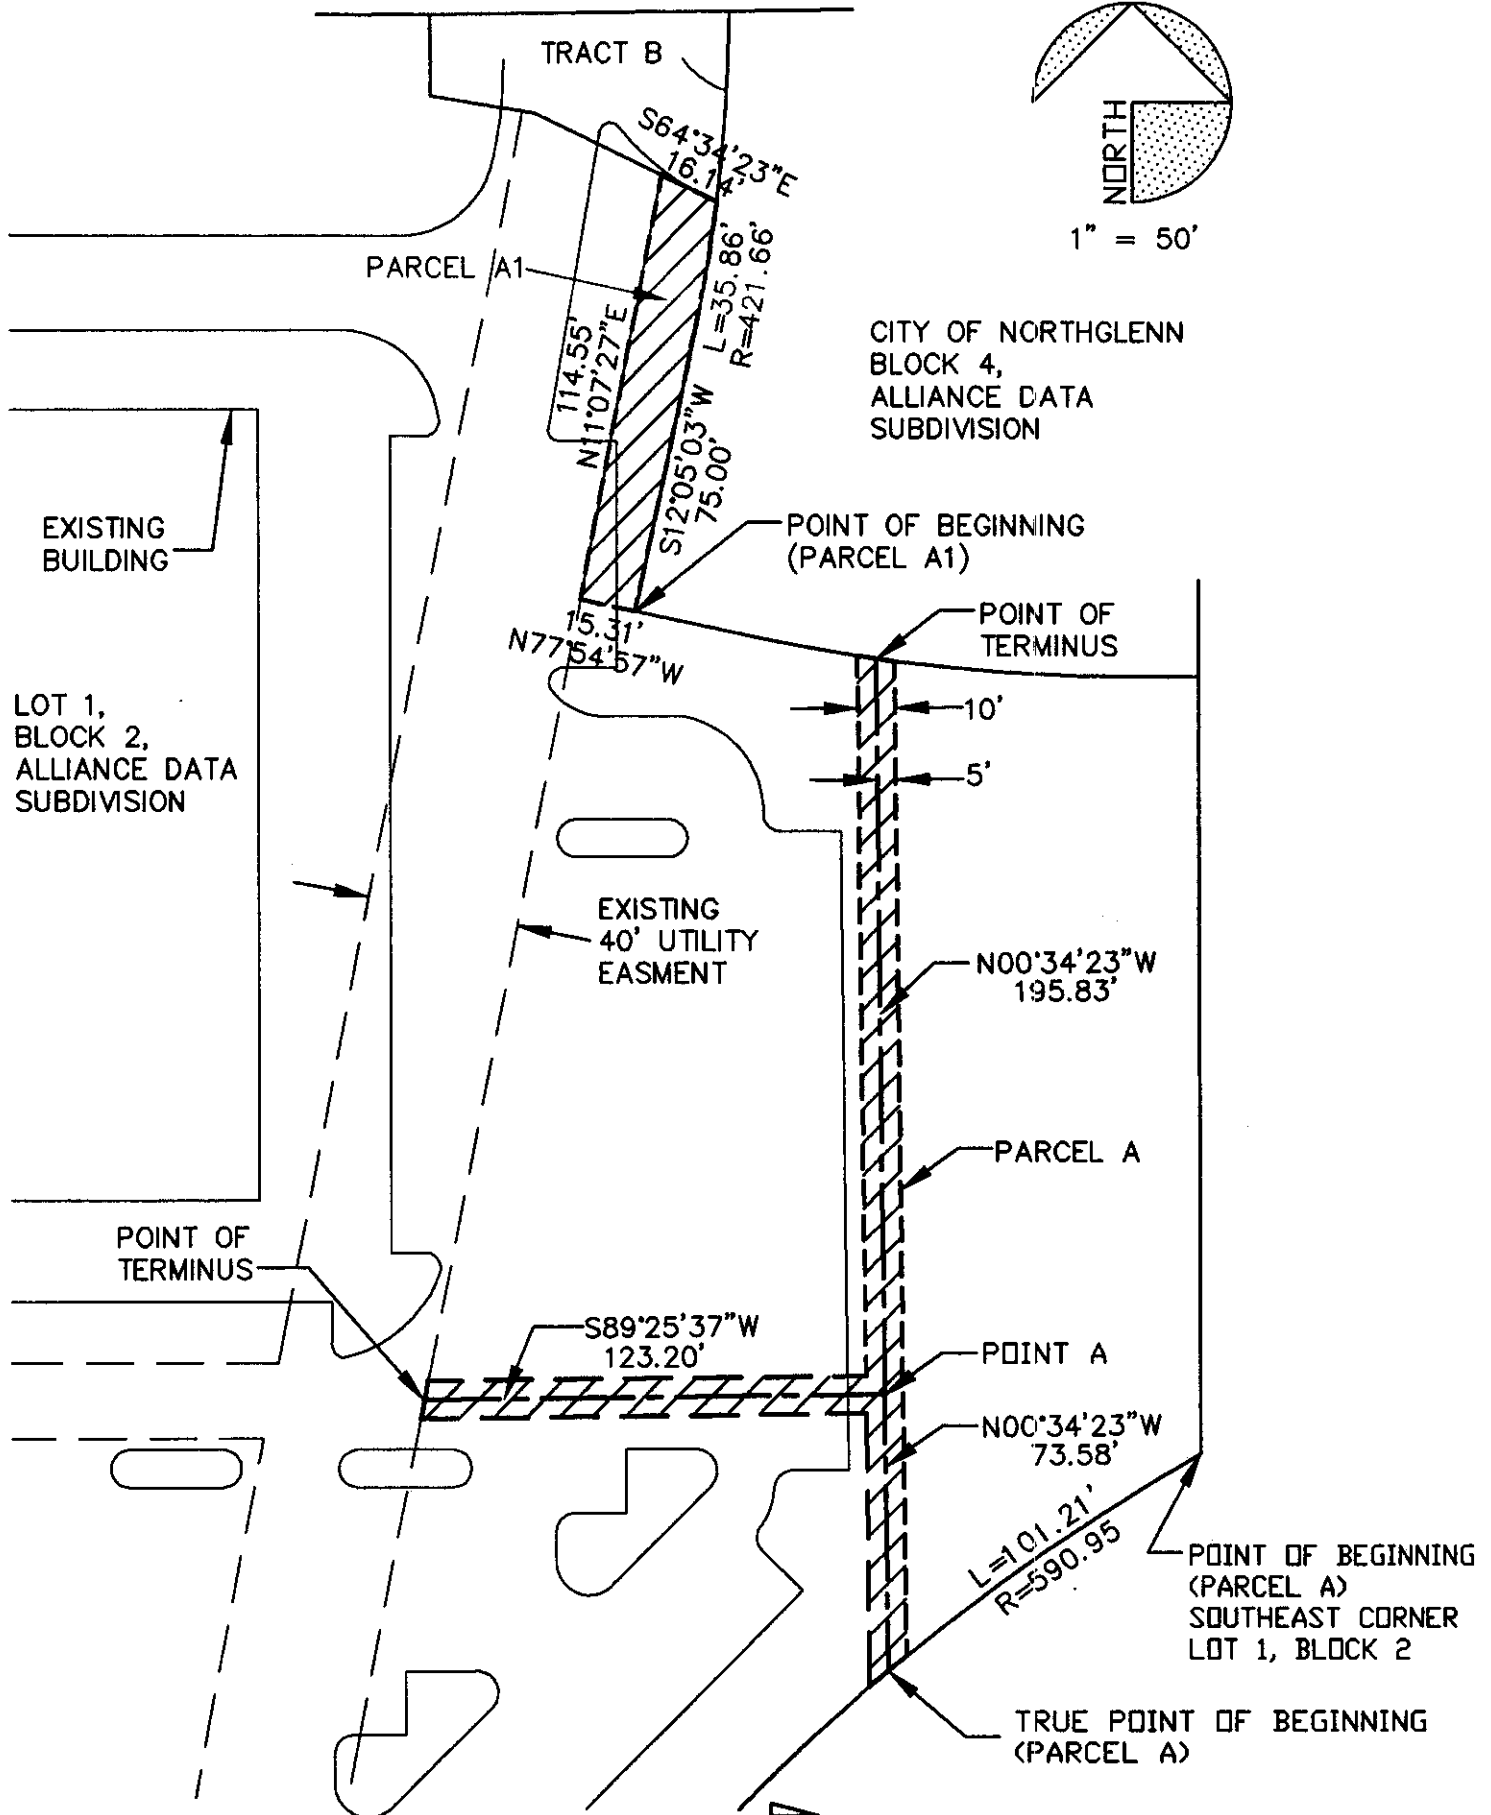 TRACT B
S64°34'23"E
16.14'
NORTH
1" = 50'
PARCEL A1
L=35.86'
R=421.66'
114.55'
N11°07'27"E
CITY OF NORTHGLENN
BLOCK 4,
ALLIANCE DATA
SUBDIVISION
S12°05'03"W
75.00'
EXISTING
BUILDING
POINT OF BEGINNING
(PARCEL A1)
POINT OF
TERMINUS
15.31'
N77°54'57"W
10'
LOT 1,
BLOCK 2,
ALLIANCE DATA
SUBDIVISION
5'
EXISTING
40' UTILITY
EASMENT
N00°34'23"W
195.83'
PARCEL A
POINT OF
TERMINUS
S89°25'37"W
123.20'
POINT A
N00°34'23"W
73.58'
L=101.21'
R=590.95
POINT OF BEGINNING
(PARCEL A)
SOUTHEAST CORNER
LOT 1, BLOCK 2
TRUE POINT OF BEGINNING
(PARCEL A)